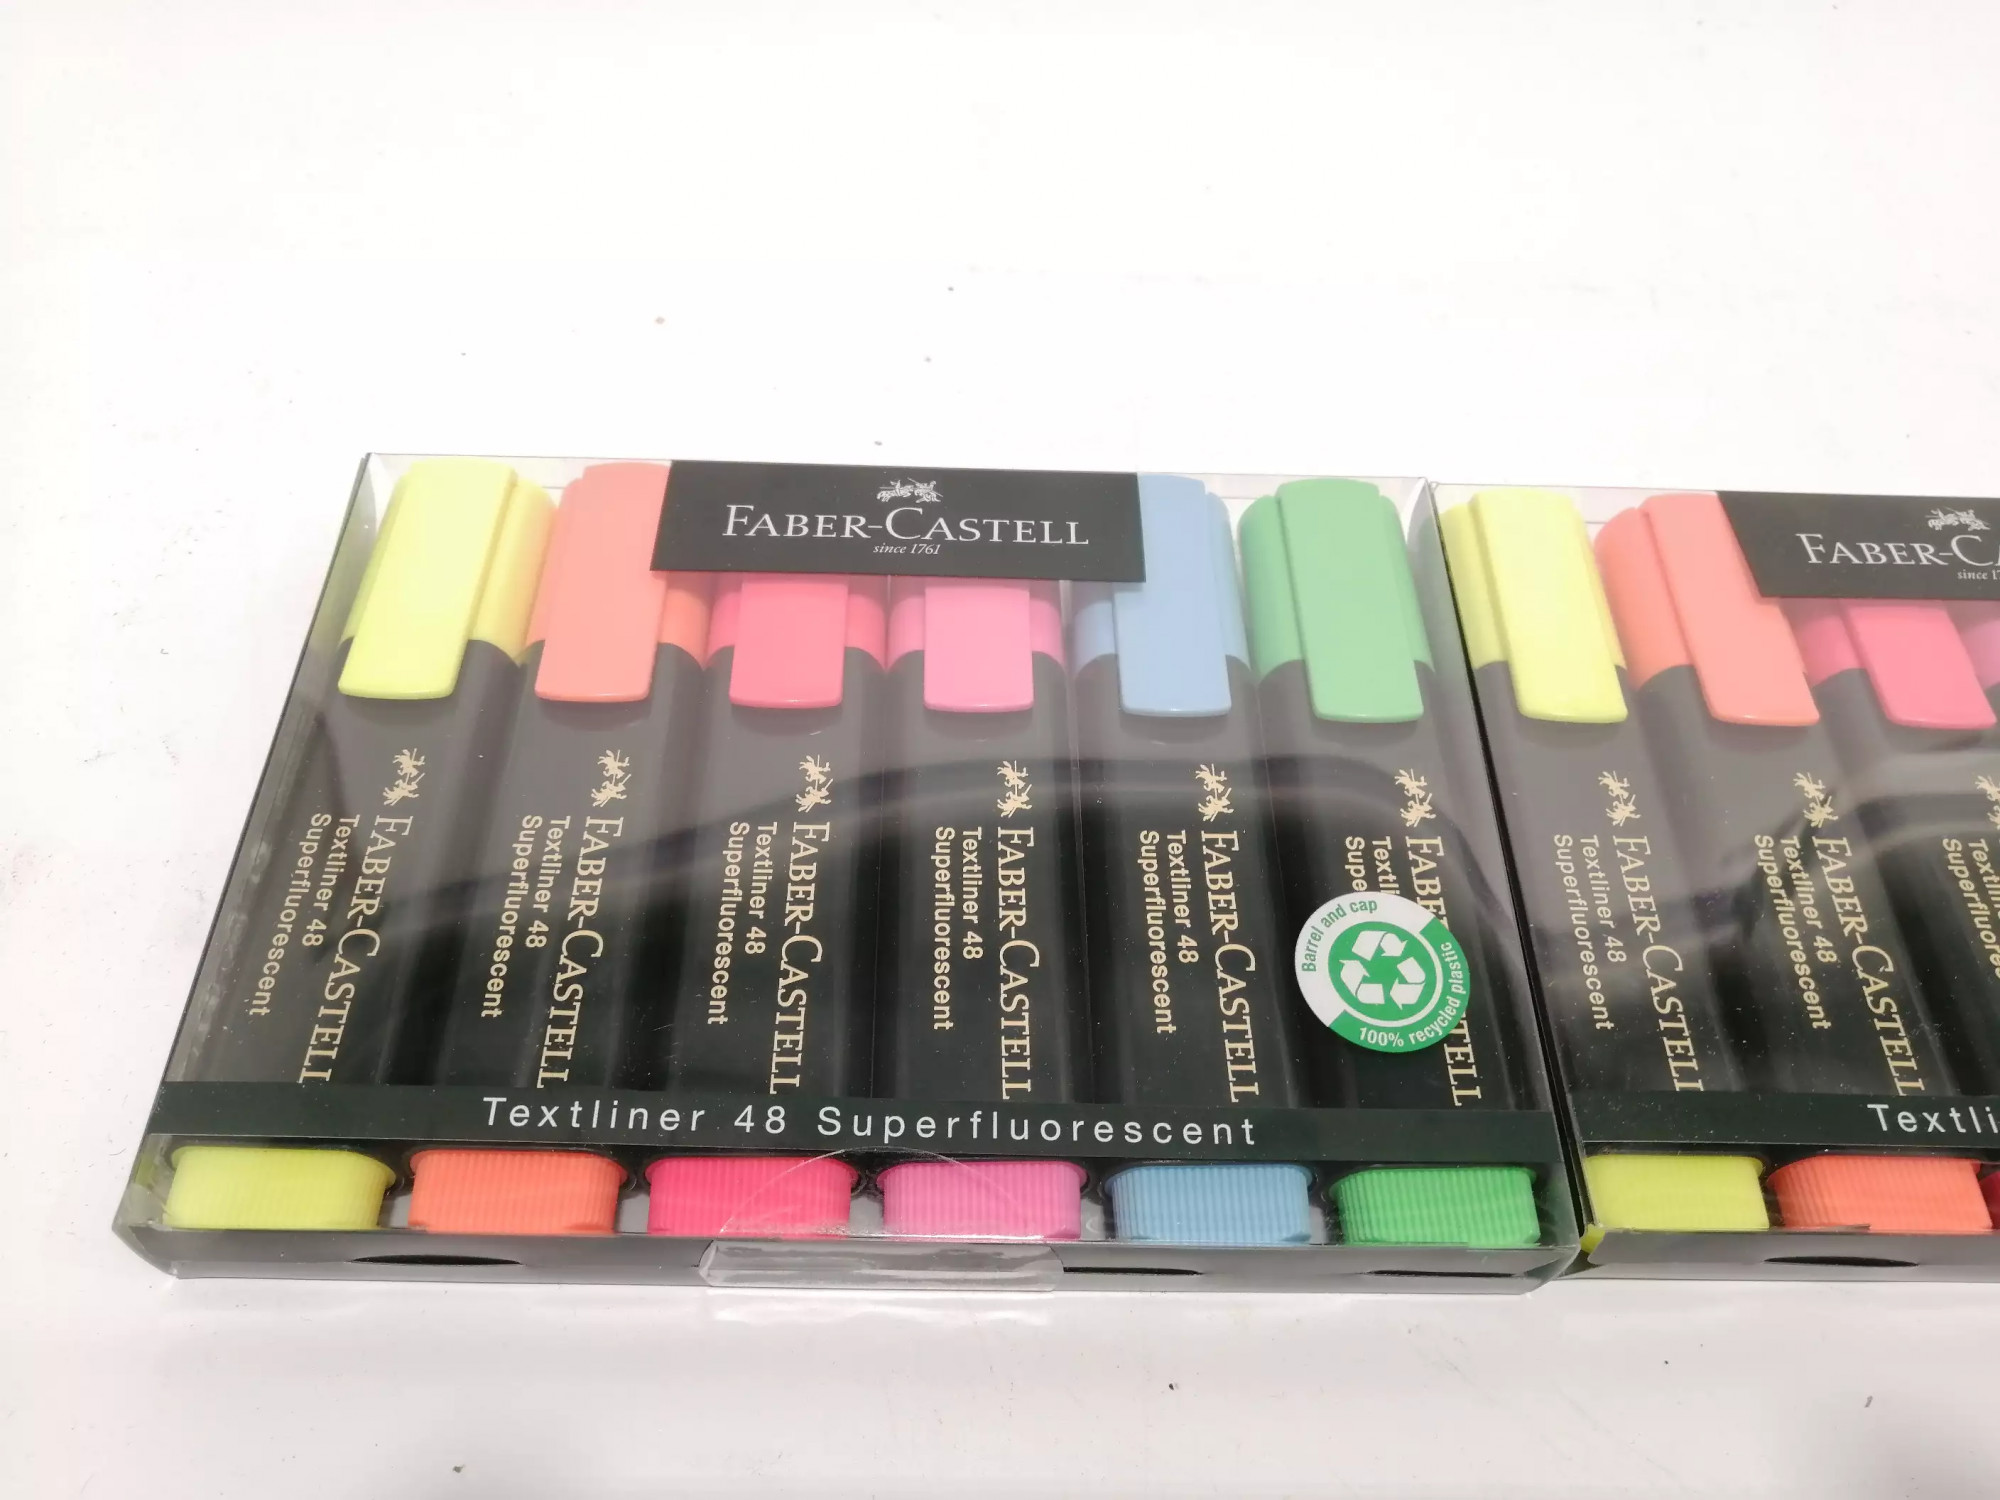 FABER-CASTELL
since 1761
FABER-CASTELL
Textliner 48
Superfluorescent
FABER-CASTELL
Textliner 48
Superfluorescent
FABER-CASTELL
Textliner 48
Superfluorescent
FABER-CASTELL
Textliner 48
Superfluorescent
FABER-CASTELL
Textliner 48
Superfluorescent
Barrel and cap
100% recycled plastic
Textliner 48 Superfluorescent
FABER-CASTELL
Textliner 48
Superfluorescent
FABER-CASTELL
Textliner 48
Superfluorescent